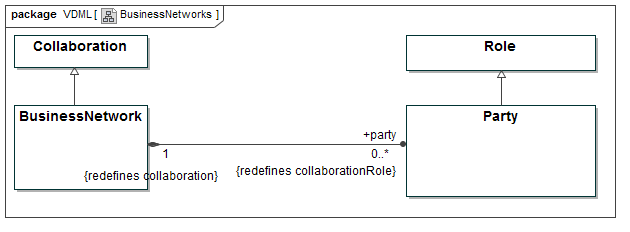 package VDML [ BusinessNetworks ]
Collaboration
Role
BusinessNetwork
Party
+party
1
0..*
{redefines collaboration}
{redefines collaborationRole}